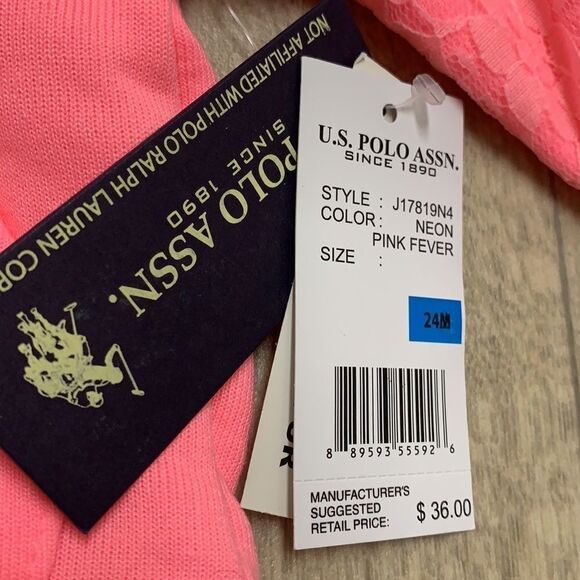 NOT AFFILIATED WITH POLO RALPH LAUREN COR
POLO ASSN.
SINCE 1890
U.S. POLO ASSN.
SINCE 1890
STYLE : J17819N4
COLOR : NEON
PINK FEVER
SIZE :
24M
8 89593 55592 6
MANUFACTURER'S
SUGGESTED
RETAIL PRICE:
$ 36.00